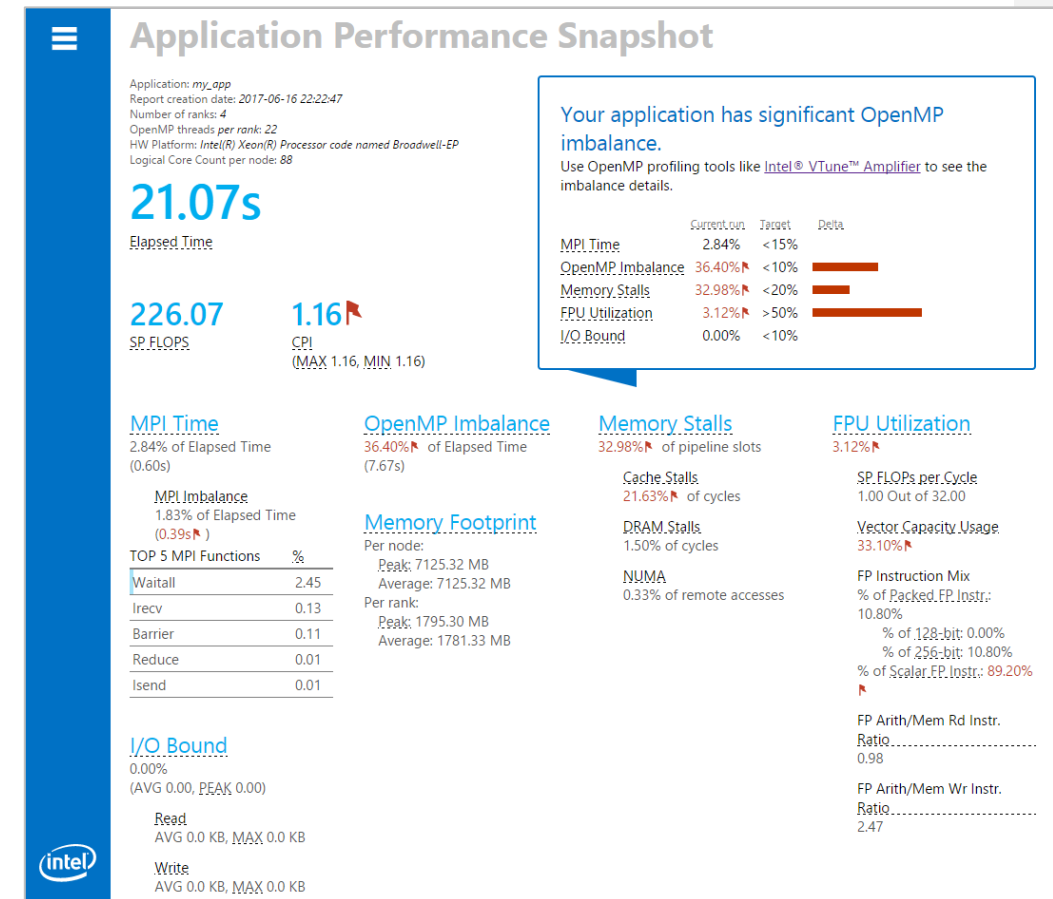 Application Performance Snapshot
Application: my_app
Report creation date: 2017-06-16 22:22:47
Number of ranks: 4
OpenMP threads per rank: 22
HW Platform: Intel(R) Xeon(R) Processor code named Broadwell-EP
Logical Core Count per node: 88
21.07s
Elapsed Time
226.07
SP FLOPS
1.16
CPI
(MAX 1.16, MIN 1.16)
Your application has significant OpenMP
imbalance.
Use OpenMP profiling tools like Intel® VTune™ Amplifier to see the
imbalance details.
Current run Target Delta
MPI Time 2.84% <15%
OpenMP Imbalance 36.40% <10%
Memory Stalls 32.98% <20%
FPU Utilization 3.12% >50%
I/O Bound 0.00% <10%
MPI Time
2.84% of Elapsed Time
(0.60s)
MPI Imbalance
1.83% of Elapsed Time
(0.39s )
TOP 5 MPI Functions %
Waitall 2.45
Irecv 0.13
Barrier 0.11
Reduce 0.01
Isend 0.01
I/O Bound
0.00%
(AVG 0.00, PEAK 0.00)
Read
AVG 0.0 KB, MAX 0.0 KB
Write
AVG 0.0 KB, MAX 0.0 KB
OpenMP Imbalance
36.40% of Elapsed Time
(7.67s)
Memory Footprint
Per node:
Peak: 7125.32 MB
Average: 7125.32 MB
Per rank:
Peak: 1795.30 MB
Average: 1781.33 MB
Memory Stalls
32.98% of pipeline slots
Cache Stalls
21.63% of cycles
DRAM Stalls
1.50% of cycles
NUMA
0.33% of remote accesses
FPU Utilization
3.12%
SP FLOPs per Cycle
1.00 Out of 32.00
Vector Capacity Usage
33.10%
FP Instruction Mix
% of Packed FP Instr.:
10.80%
% of 128-bit: 0.00%
% of 256-bit: 10.80%
% of Scalar FP Instr.: 89.20%
FP Arith/Mem Rd Instr.
Ratio
0.98
FP Arith/Mem Wr Instr.
Ratio
2.47
intel